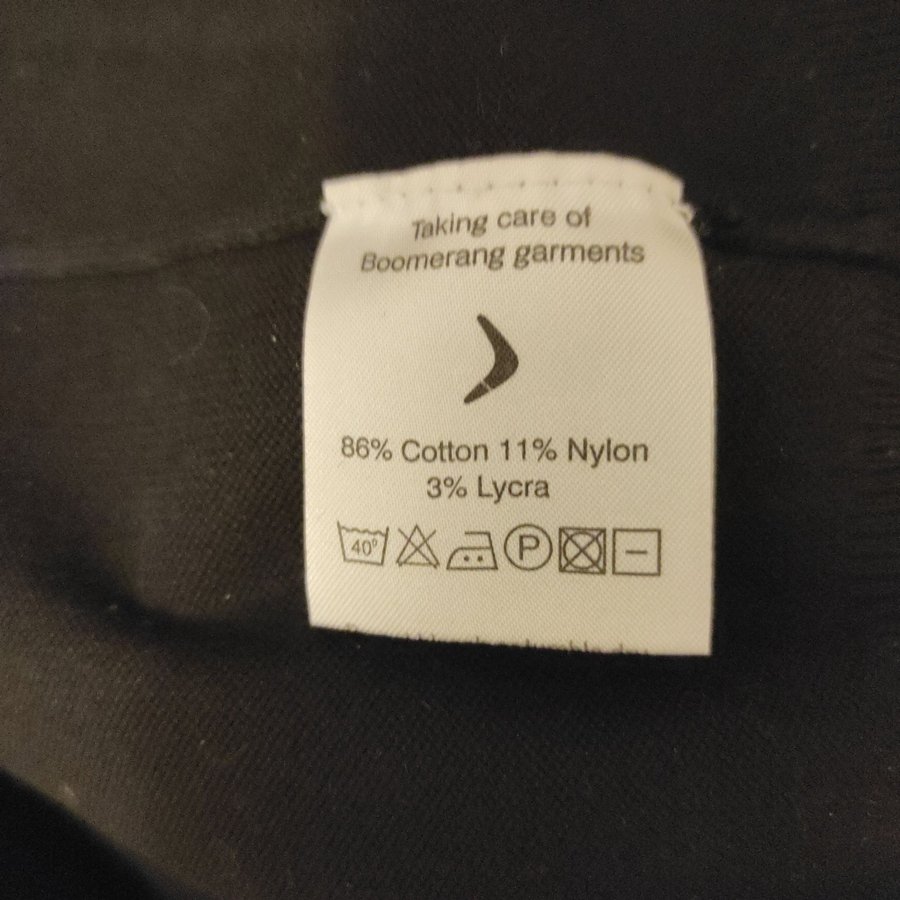 Taking care of
Boomerang garments
86% Cotton 11% Nylon
3% Lycra
40° P